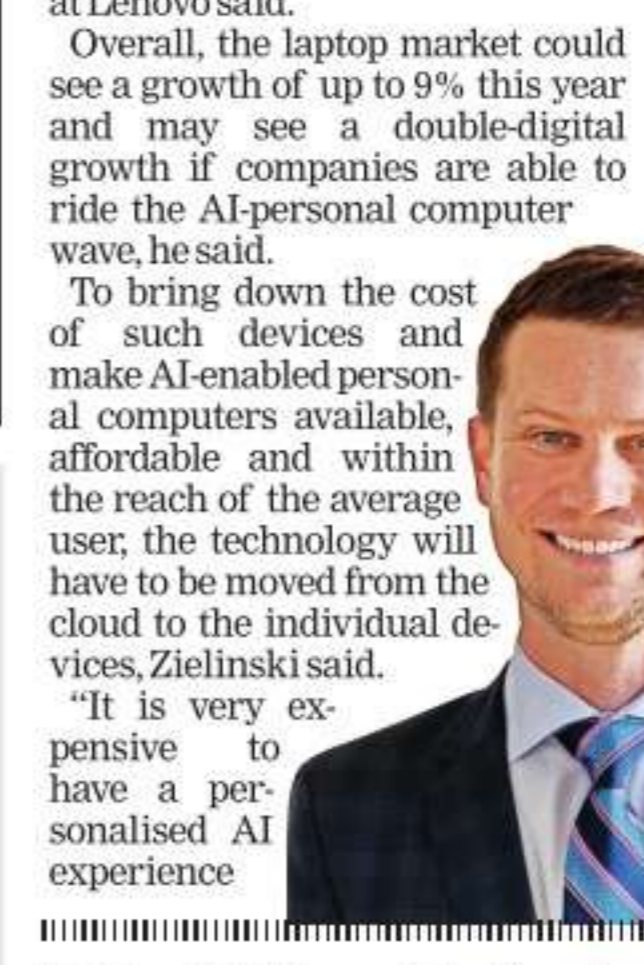 at Lenovo said.
Overall, the laptop market could
see a growth of up to 9% this year
and may see a double-digital
growth if companies are able to
ride the AI-personal computer
wave, he said.
To bring down the cost
of such devices and
make AI-enabled person-
al computers available,
affordable and within
the reach of the average
user, the technology will
have to be moved from the
cloud to the individual de-
vices, Zielinski said.
“It is very ex-
pensive to
have a per-
sonalised AI
experience